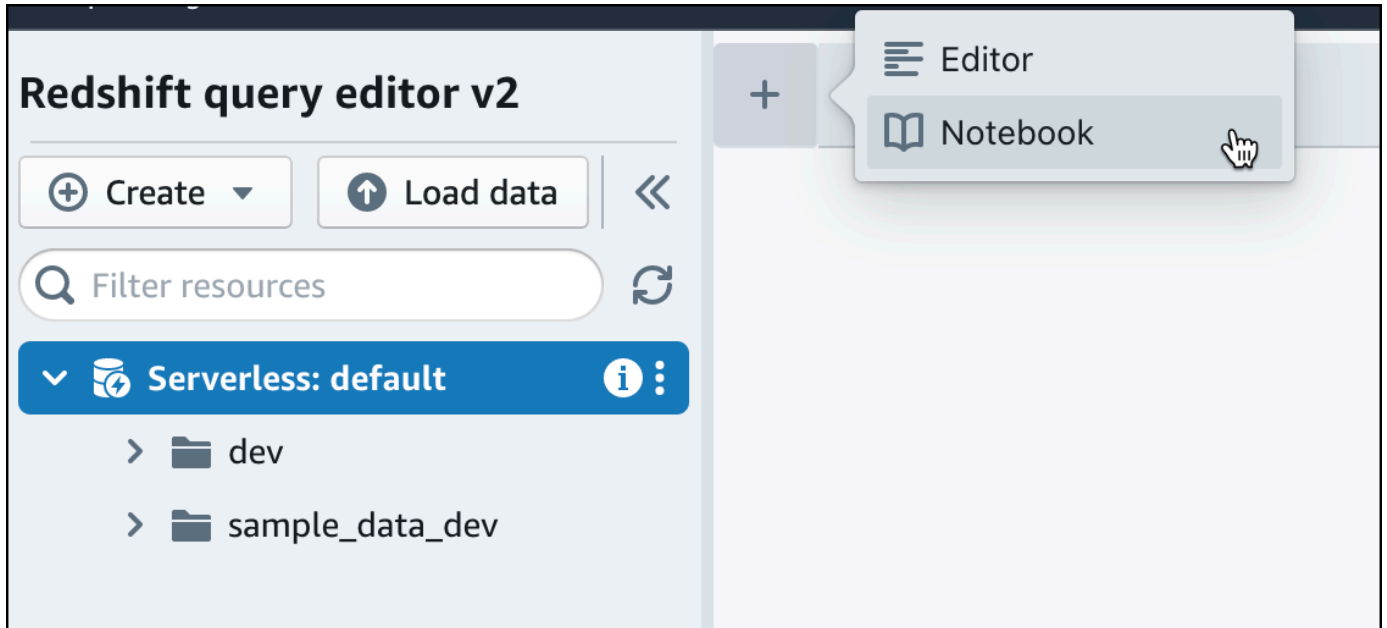 Redshift query editor v2
Create
Load data
Filter resources
Serverless: default
dev
sample_data_dev
Editor
Notebook